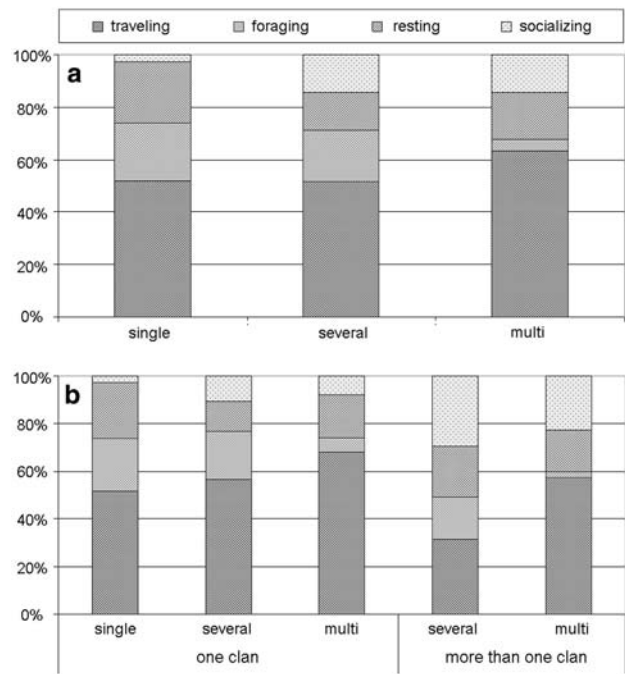 traveling foraging resting socializing
a
100%
80%
60%
40%
20%
0%
single several multi
b
100%
80%
60%
40%
20%
0%
single several multi several multi
one clan more than one clan